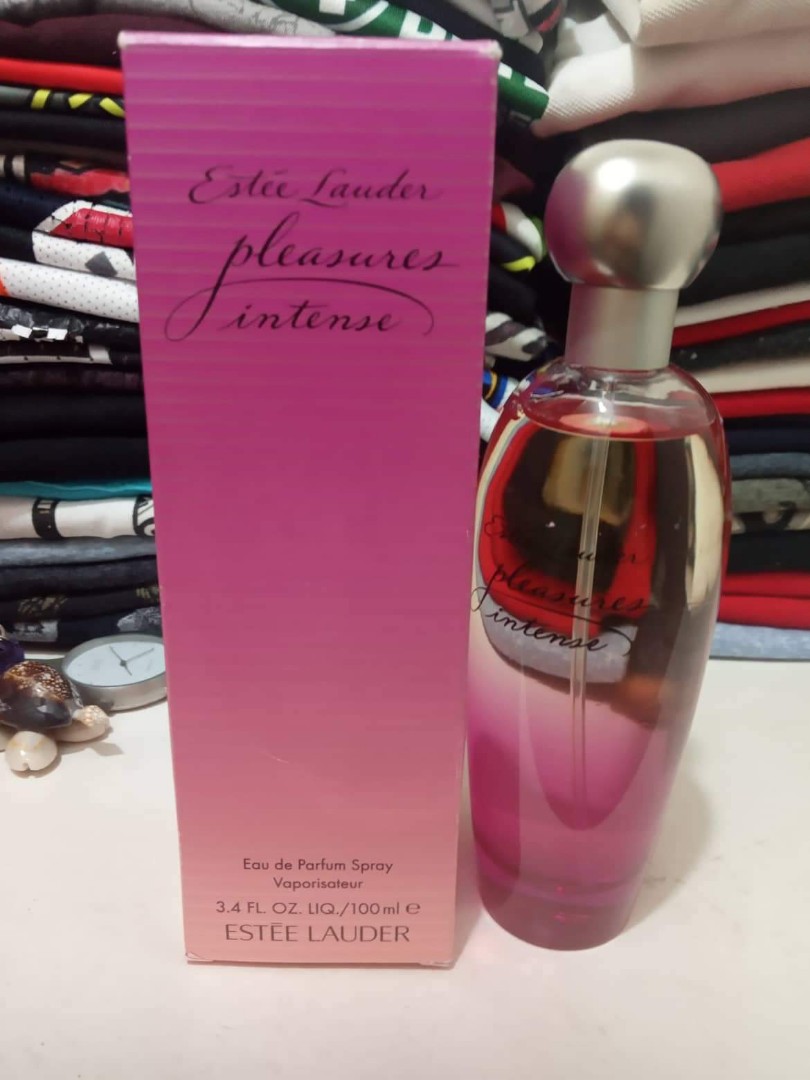 Estée Lauder
pleasures
intense
Eau de Parfum Spray
Vaporisateur
3.4 FL. OZ. LIQ./100 ml ℮
ESTĒE LAUDER
pleasures
intense